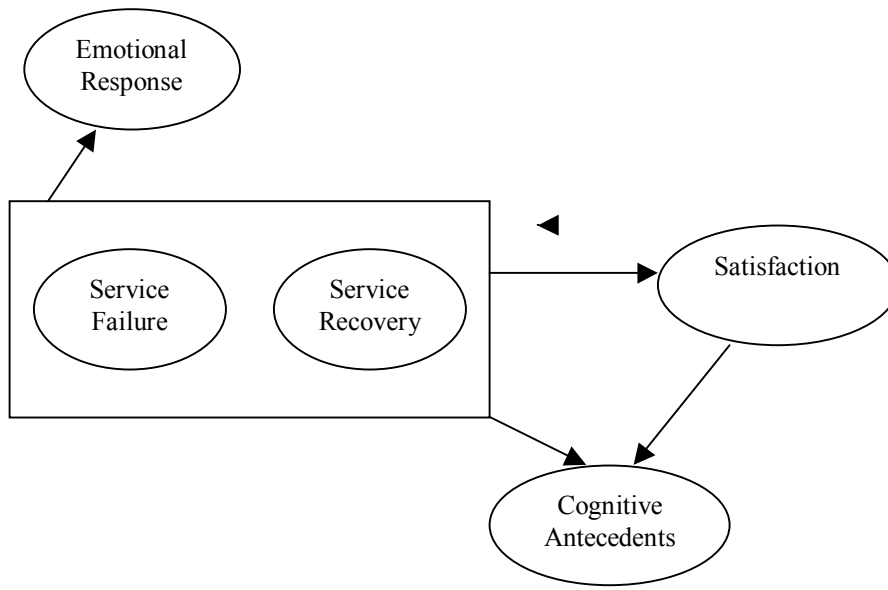 Emotional
Response
Service
Failure
Service
Recovery
Satisfaction
Cognitive
Antecedents